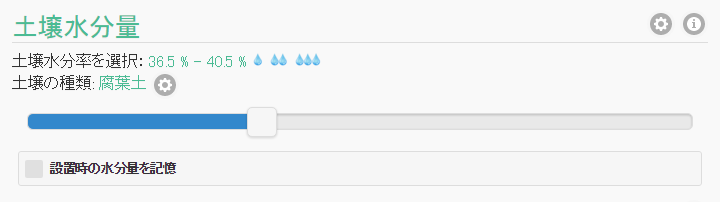 土壌水分量
土壌水分率を選択: 36.5 % - 40.5 %
土壌の種類: 腐葉土
設置時の水分量を記憶